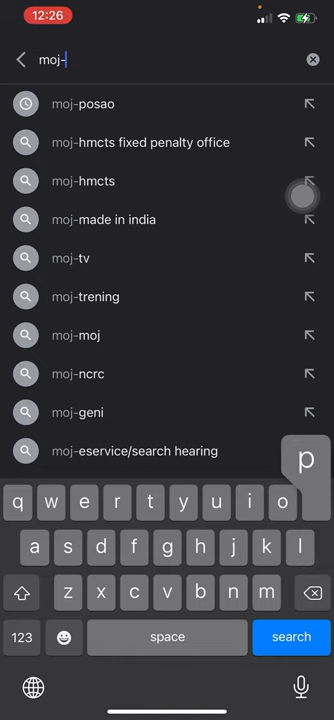 12:26
moj-
moj-posao
moj-hmcts fixed penalty office
moj-hmcts
moj-made in india
moj-tv
moj-trening
moj-moj
moj-ncrc
moj-geni
moj-eservice/search hearing
p
q w e r t y u i o
a s d f g h j k l
z x c v b n m
123 space search